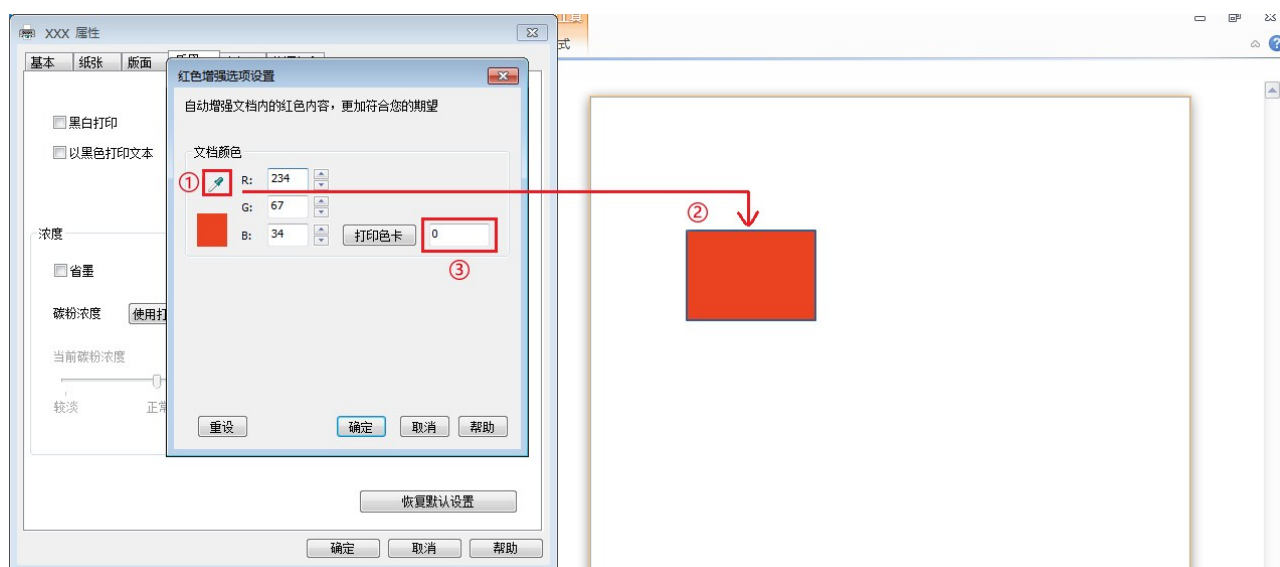 XXX 属性
工具
式
基本 纸张 版面 质量
红色增强选项设置
自动增强文档内的红色内容，更加符合您的期望
黑白打印
以黑色打印文本
文档颜色
① R: 234
G: 67
B: 34 打印色卡 0
③
②
浓度
省墨
碳粉浓度 使用打
当前碳粉浓度
较淡 正常
重设 确定 取消 帮助
恢复默认设置
确定 取消 帮助